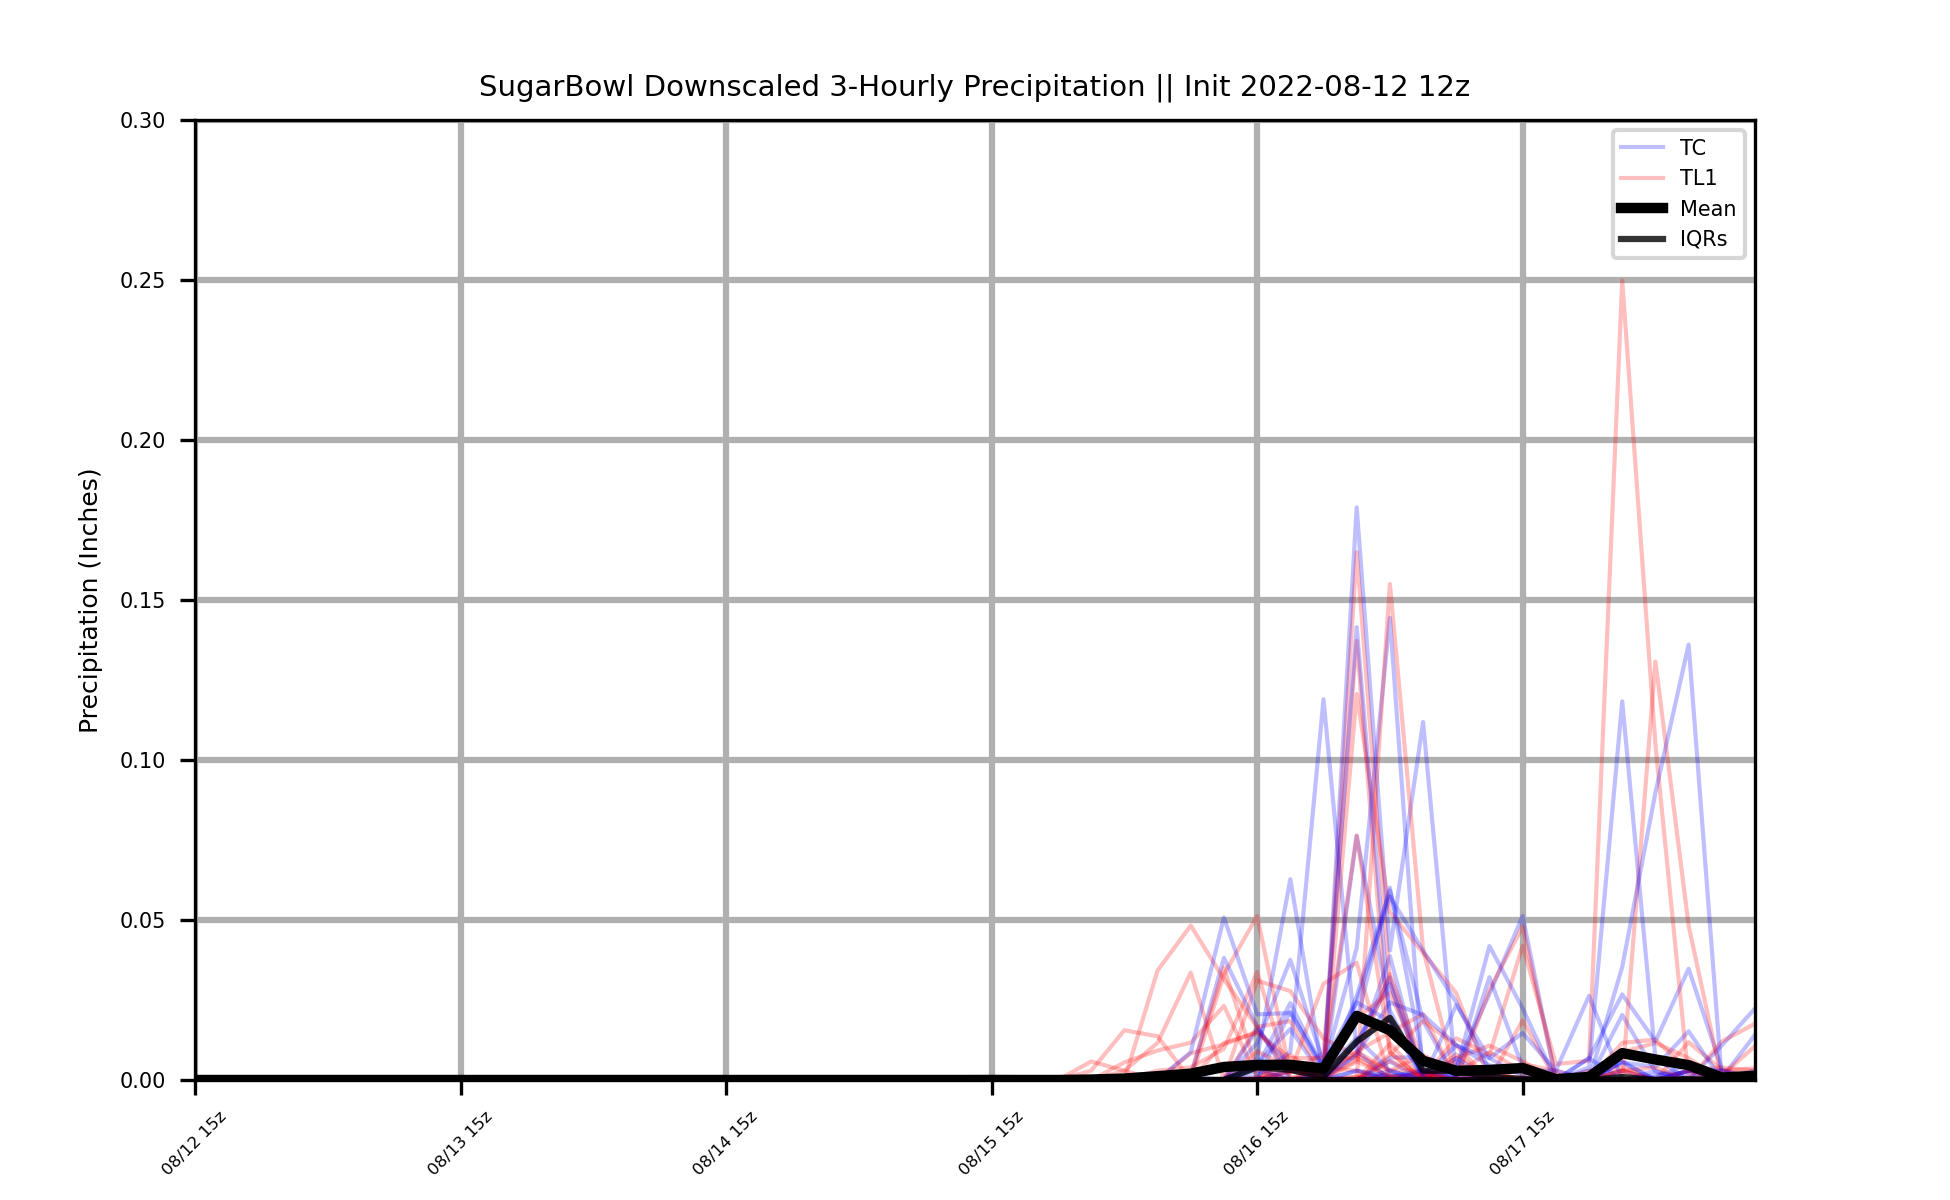 SugarBowl Downscaled 3-Hourly Precipitation || Init 2022-08-12 12z
Precipitation (Inches)
0.30
0.25
0.20
0.15
0.10
0.05
0.00
TC
TL1
Mean
IQRs
08/12 15z
08/13 15z
08/14 15z
08/15 15z
08/16 15z
08/17 15z